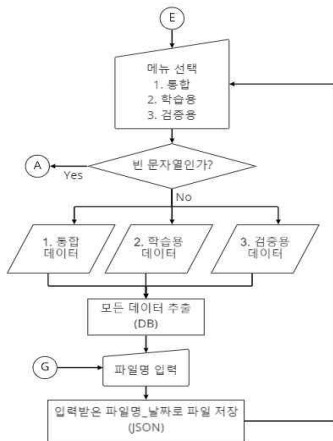 E
메뉴 선택
1. 통합
2. 학습용
3. 검증용
A
빈 문자열인가?
Yes
No
1. 통합
데이터
2. 학습용
데이터
3. 검증용
데이터
모든 데이터 추출
(DB)
G
파일명 입력
입력받은 파일명_날짜로 파일 저장
(JSON)